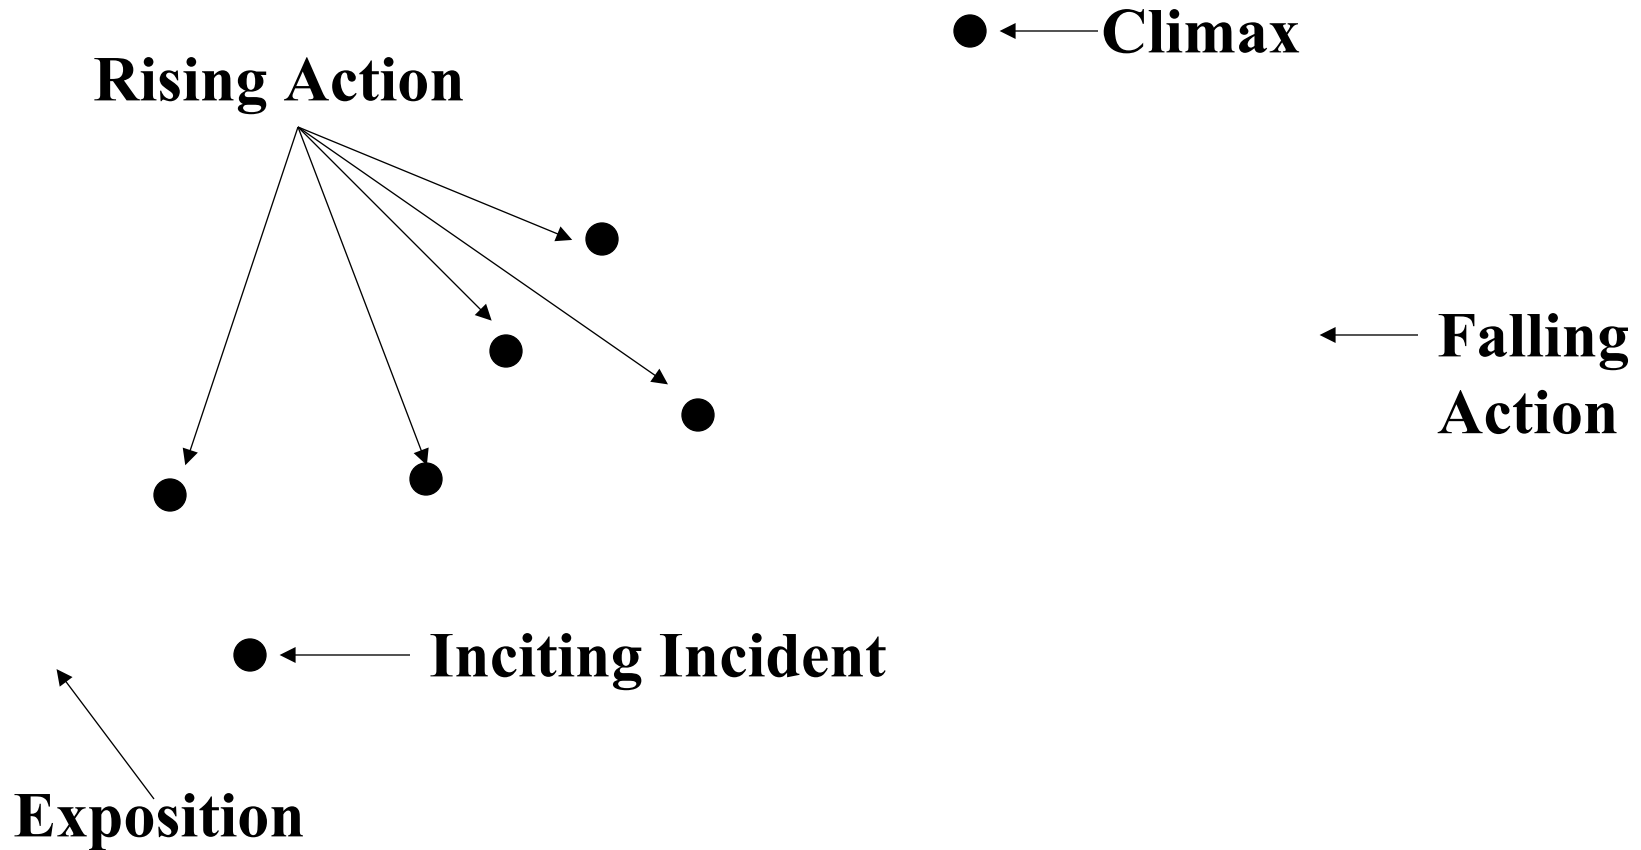 Climax
Rising Action
Falling
Action
Inciting Incident
Exposition